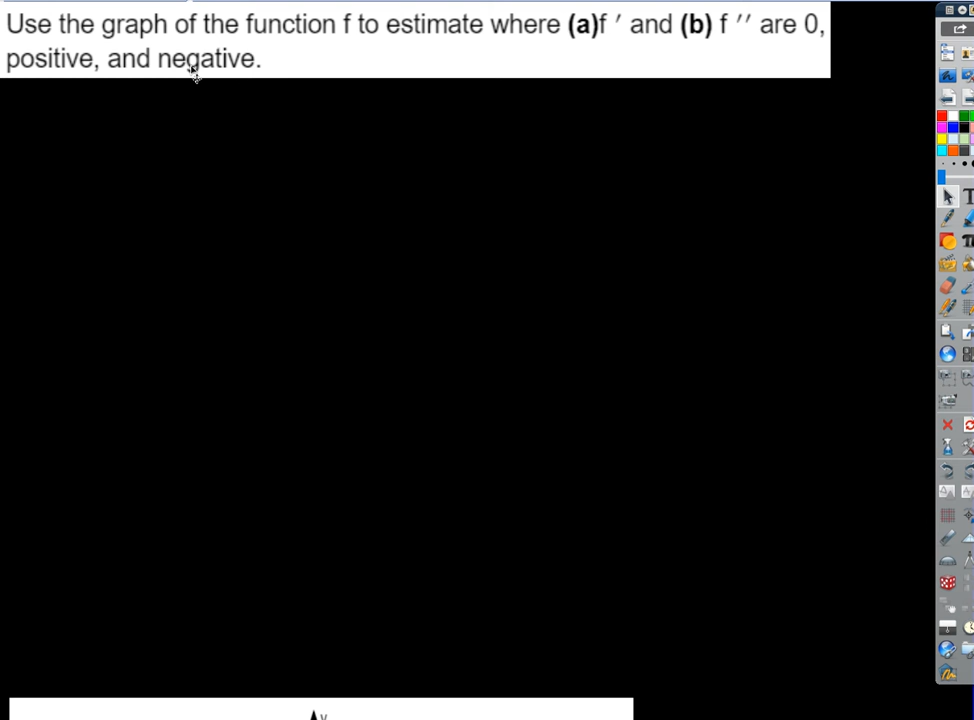 Use the graph of the function f to estimate where (a)f ′ and (b) f ′′ are 0,
positive, and negative.
y